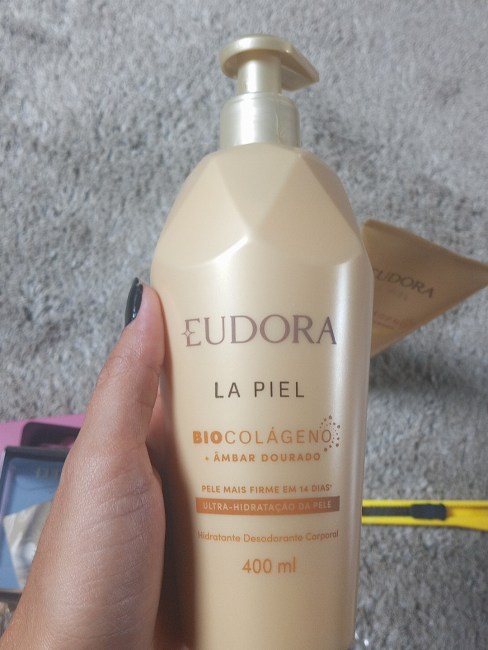 EUDORA
LA PIEL
BIOCOLÁGENO
+ ÂMBAR DOURADO
PELE MAIS FIRME EM 14 DIAS*
ULTRA-HIDRATAÇÃO DA PELE
Hidratante Desodorante Corporal
400 ml
EUDORA